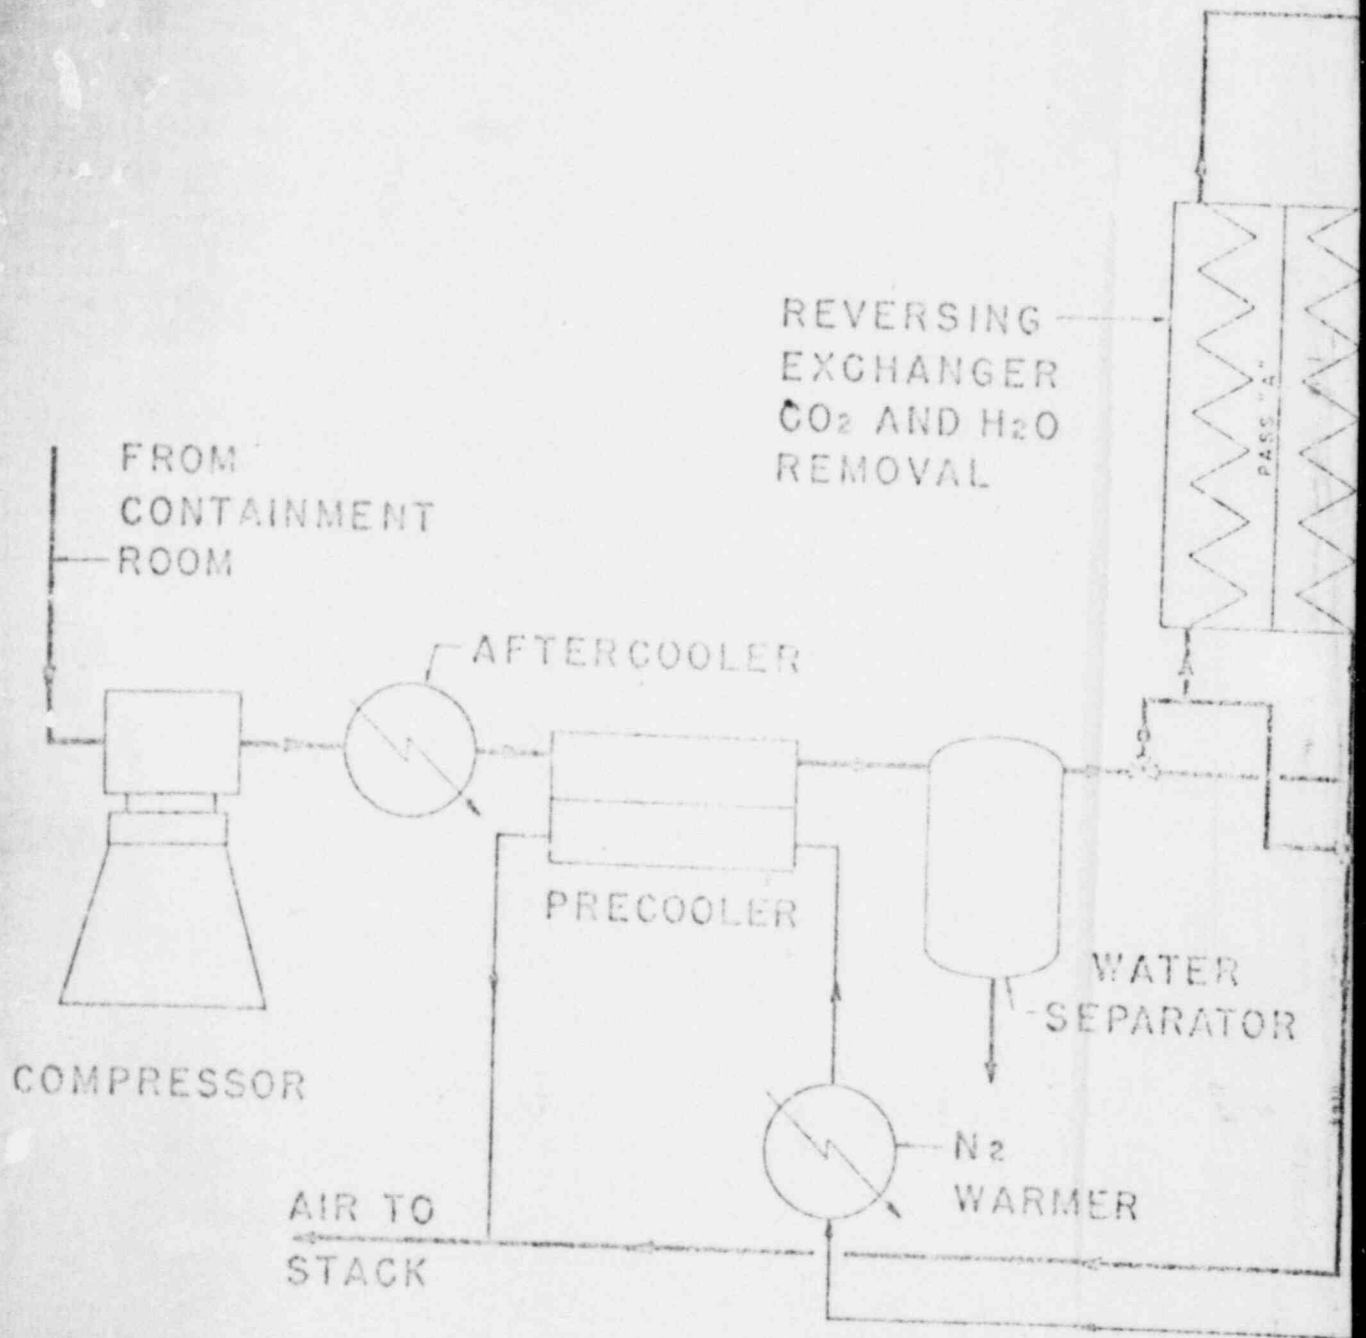 REVERSING
EXCHANGER
CO2 AND H2O
REMOVAL
PASS "A"
FROM
CONTAINMENT
ROOM
AFTERCOOLER
PRECOOLER
WATER
SEPARATOR
COMPRESSOR
N2
WARMER
AIR TO
STACK